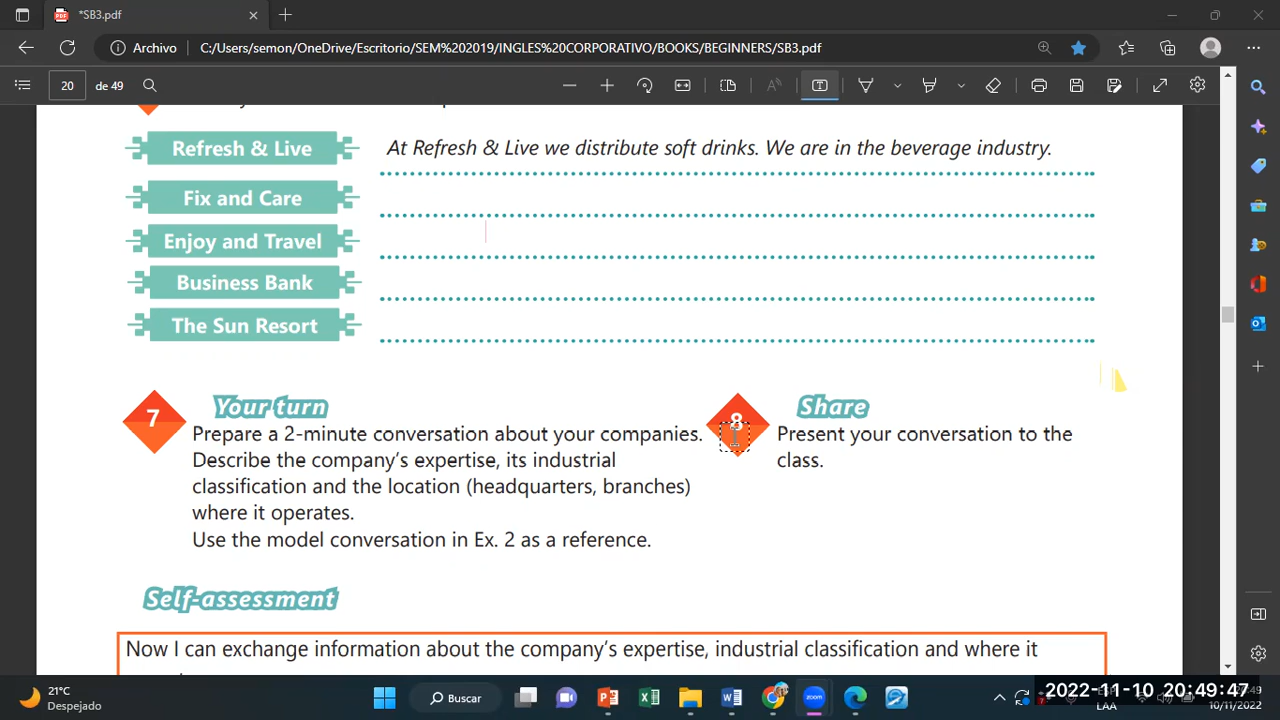 *SB3.pdf
Archivo
C:/Users/semon/OneDrive/Escritorio/SEM%202019/INGLES%20CORPORATIVO/BOOKS/BEGINNERS/SB3.pdf
20
de 49
Refresh & Live
At Refresh & Live we distribute soft drinks. We are in the beverage industry.
Fix and Care
Enjoy and Travel
Business Bank
The Sun Resort
7
Your turn
Prepare a 2-minute conversation about your companies.
Describe the company's expertise, its industrial
classification and the location (headquarters, branches)
where it operates.
Use the model conversation in Ex. 2 as a reference.
8
Share
Present your conversation to the
class.
Self-assessment
Now I can exchange information about the company's expertise, industrial classification and where it
21°C
Despejado
Buscar
LAA
2022-11-10 20:49:47
10/11/2022